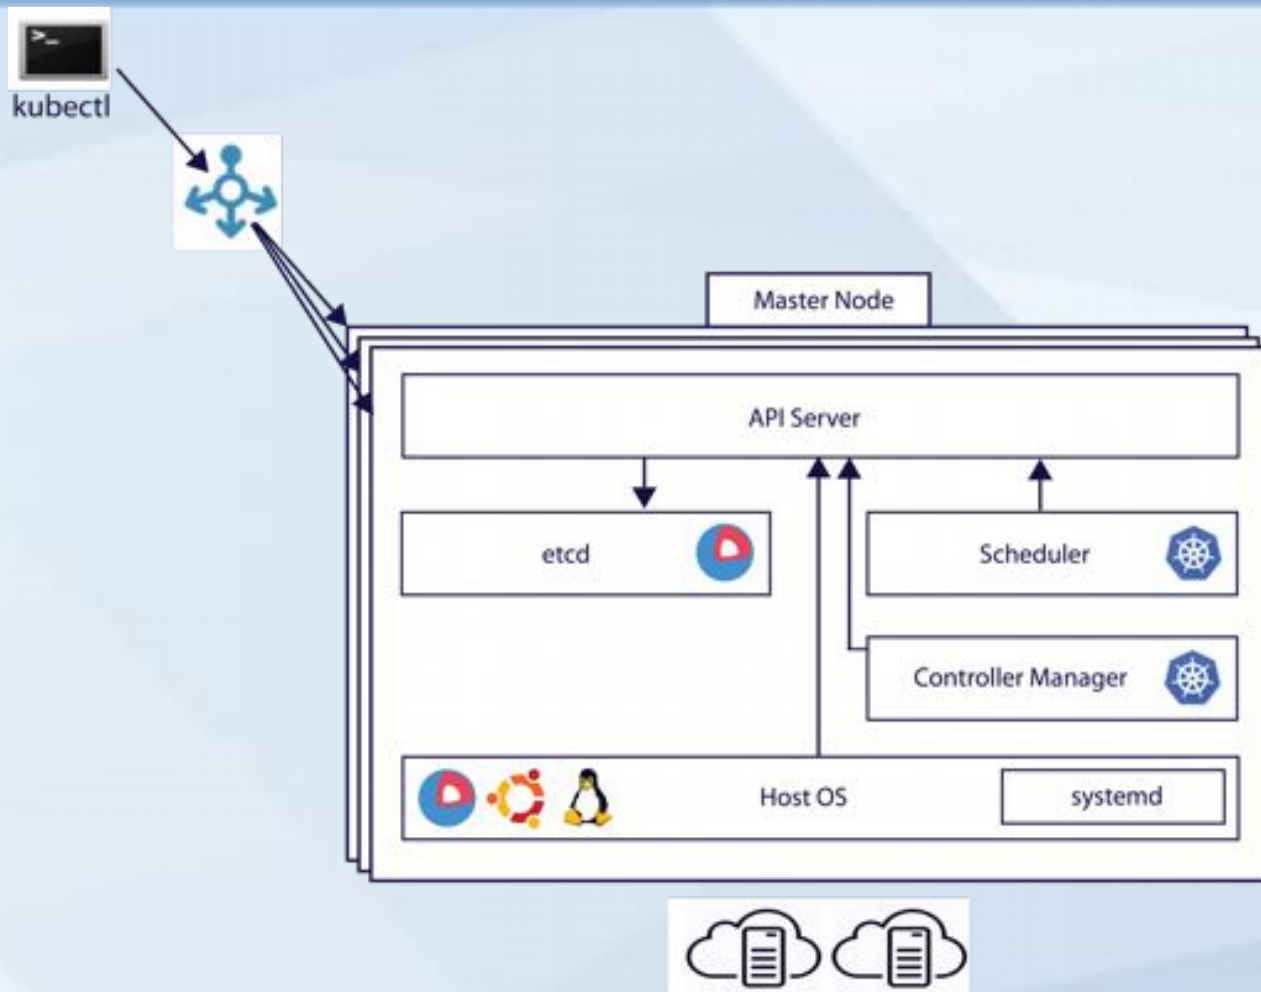 >_
kubectl
Master Node
API Server
etcd
Scheduler
Controller Manager
Host OS
systemd